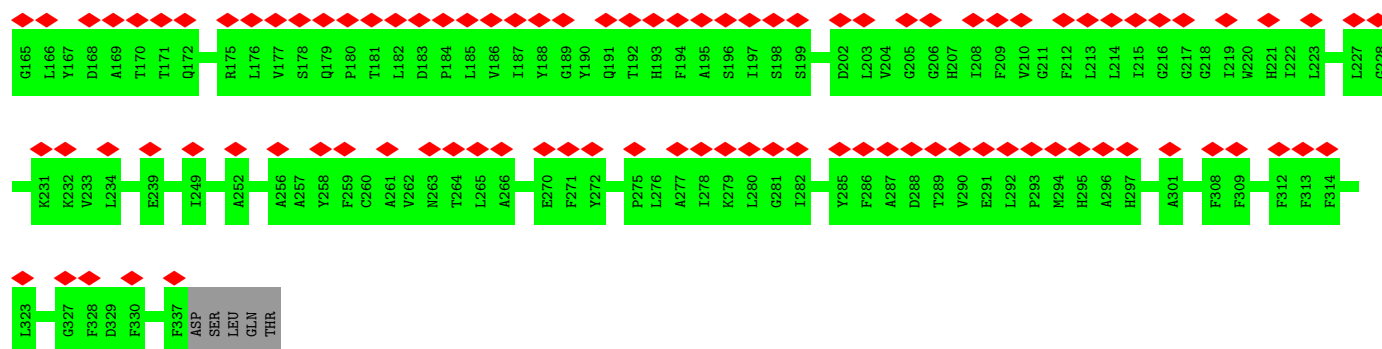 G165 L166 Y167 D168 A169 T170 T171 Q172 R175 L176 V177 S178 Q179 P180 T181 L182 D183 P184 L185 V186 I187 Y188 G189 Y190 Q191 T192 H193 F194 A195 S196 I197 S198 S199 D202 L203 V204 G205 G206 H207 I208 F209 V210 G211 F212 L213 L214 I215 G216 G217 G218 I219 W220 H221 I222 L223 L227 G228
K231 K232 V233 L234 E239 I249 A252 A256 A257 Y258 F259 C260 A261 V262 N263 T264 L265 A266 E270 F271 Y272 P275 L276 A277 I278 K279 L280 G281 I282 Y285 F286 A287 D288 T289 V290 E291 L292 P293 M294 H295 A296 H297 A301 F308 F309 F312 F313 F314
L323 G327 F328 D329 F330 F337 ASP SER LEU GLN THR